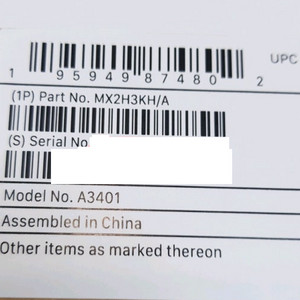 UPC
1 95949 87480 2
(1P) Part No. MX2H3KH/A
(S) Serial No
Model No. A3401
Assembled in China
Other items as marked thereon